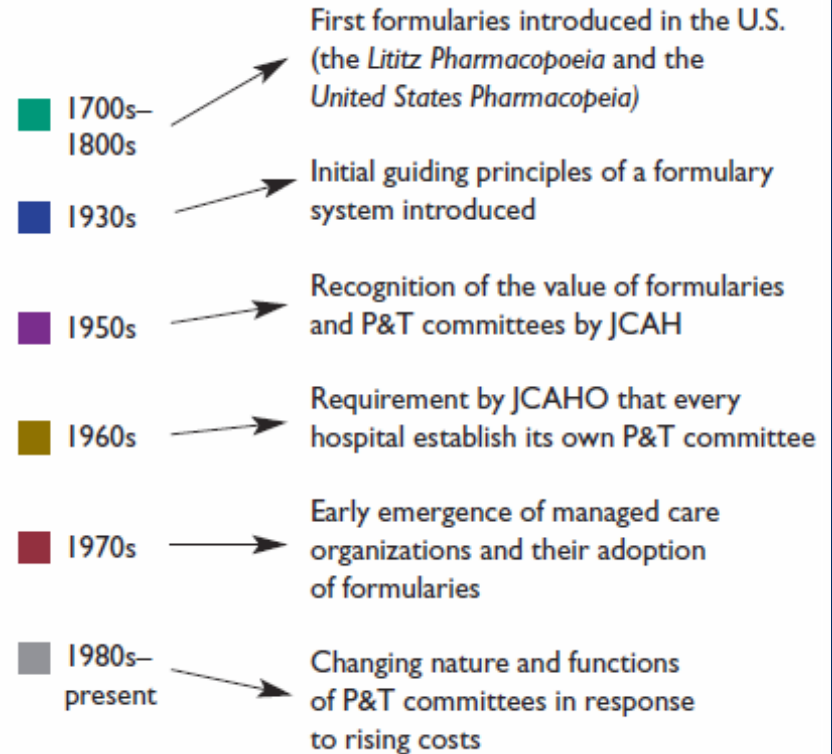 1700s–
1800s
First formularies introduced in the U.S.
(the Lititz Pharmacopoeia and the
United States Pharmacopeia)
1930s
Initial guiding principles of a formulary
system introduced
1950s
Recognition of the value of formularies
and P&T committees by JCAH
1960s
Requirement by JCAHO that every
hospital establish its own P&T committee
1970s
Early emergence of managed care
organizations and their adoption
of formularies
1980s–
present
Changing nature and functions
of P&T committees in response
to rising costs